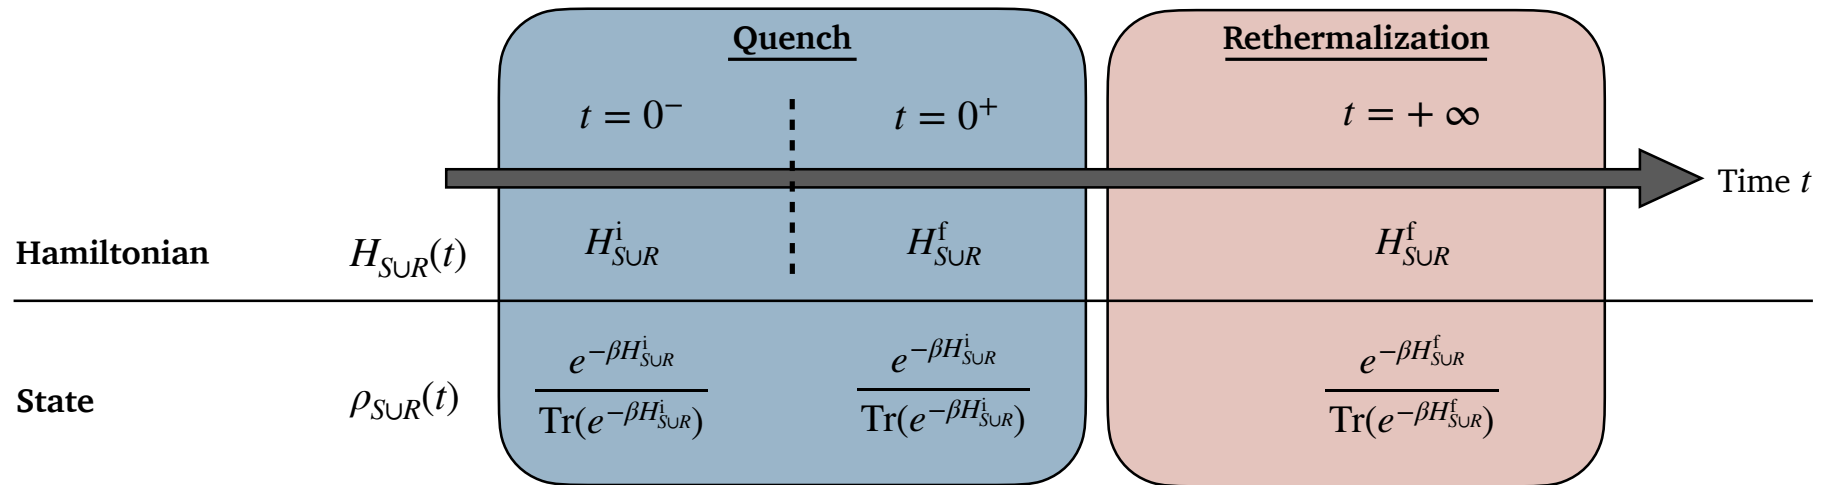 Quench Rethermalization
t = 0⁻ t = 0⁺ t = + ∞
Time t
Hamiltonian H_{S∪R}(t) H^i_{S∪R} H^f_{S∪R} H^f_{S∪R}
State ρ_{S∪R}(t) e^{−βH^i_{S∪R}} / Tr(e^{−βH^i_{S∪R}}) e^{−βH^i_{S∪R}} / Tr(e^{−βH^i_{S∪R}}) e^{−βH^f_{S∪R}} / Tr(e^{−βH^f_{S∪R}})